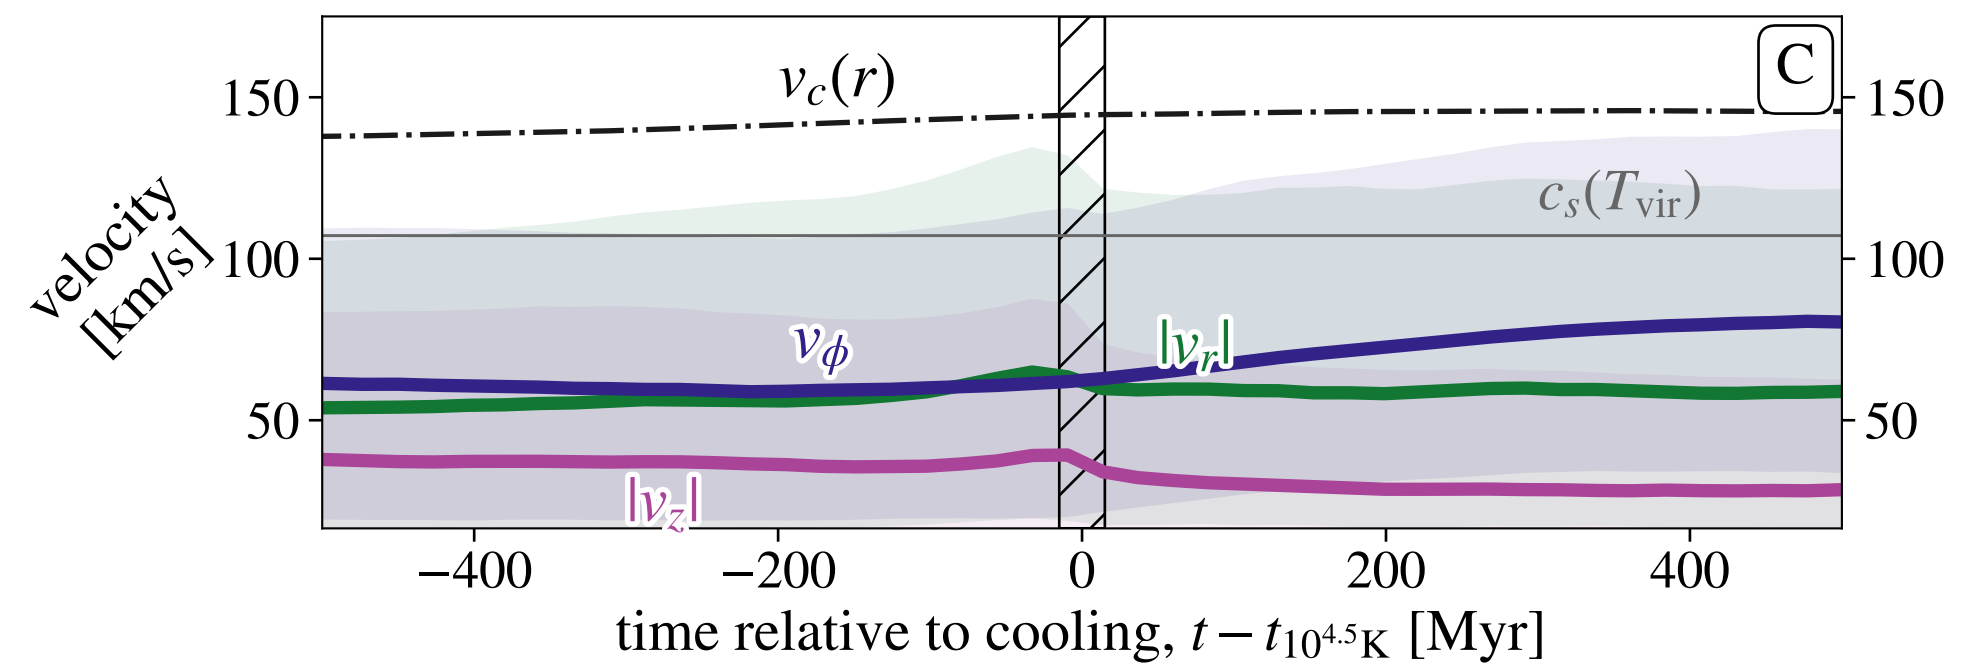 C
v_c(r)
150
150
c_s(T_vir)
velocity
[km/s]
100
100
v_ϕ
|v_r|
50
50
|v_z|
−400
−200
0
200
400
time relative to cooling, t − t_{10^{4.5}K} [Myr]